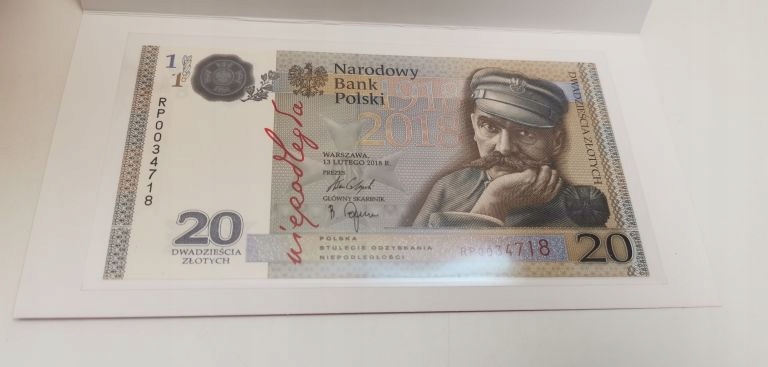 1
1
RP0034718
Narodowy
Bank
Polski
1918
2018
niepodległa
WARSZAWA,
13 LUTEGO 2018 R.
PREZES
GŁÓWNY SKARBNIK
DWADZIEŚCIA ZŁOTYCH
20
DWADZIEŚCIA
ZŁOTYCH
POLSKA
STULECIE ODZYSKANIA
NIEPODLEGŁOŚCI
RP0034718
20